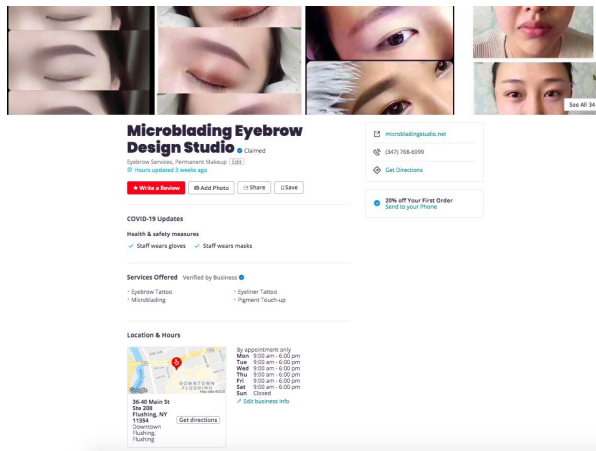 See All 34
Microblading Eyebrow
Design Studio Claimed
Eyebrow Services, Permanent Makeup Edit
Hours updated 3 weeks ago
Write a Review
Add Photo
Share
Save
microbladingstudio.net
(347) 768-6999
Get Directions
20% off Your First Order
Send to your Phone
COVID-19 Updates
Health & safety measures
Staff wears gloves
Staff wears masks
Services Offered Verified by Business
Eyebrow Tattoo
Eyeliner Tattoo
Microblading
Pigment Touch-up
Location & Hours
DOWNTOWN
FLUSHING
Google
36-40 Main St
Ste 208
Flushing, NY
11354
Downtown
Flushing,
Flushing
Get directions
By appointment only
Mon 9:00 am - 6:00 pm
Tue 9:00 am - 6:00 pm
Wed 9:00 am - 6:00 pm
Thu 9:00 am - 6:00 pm
Fri 9:00 am - 6:00 pm
Sat 9:00 am - 6:00 pm
Sun Closed
Edit business info